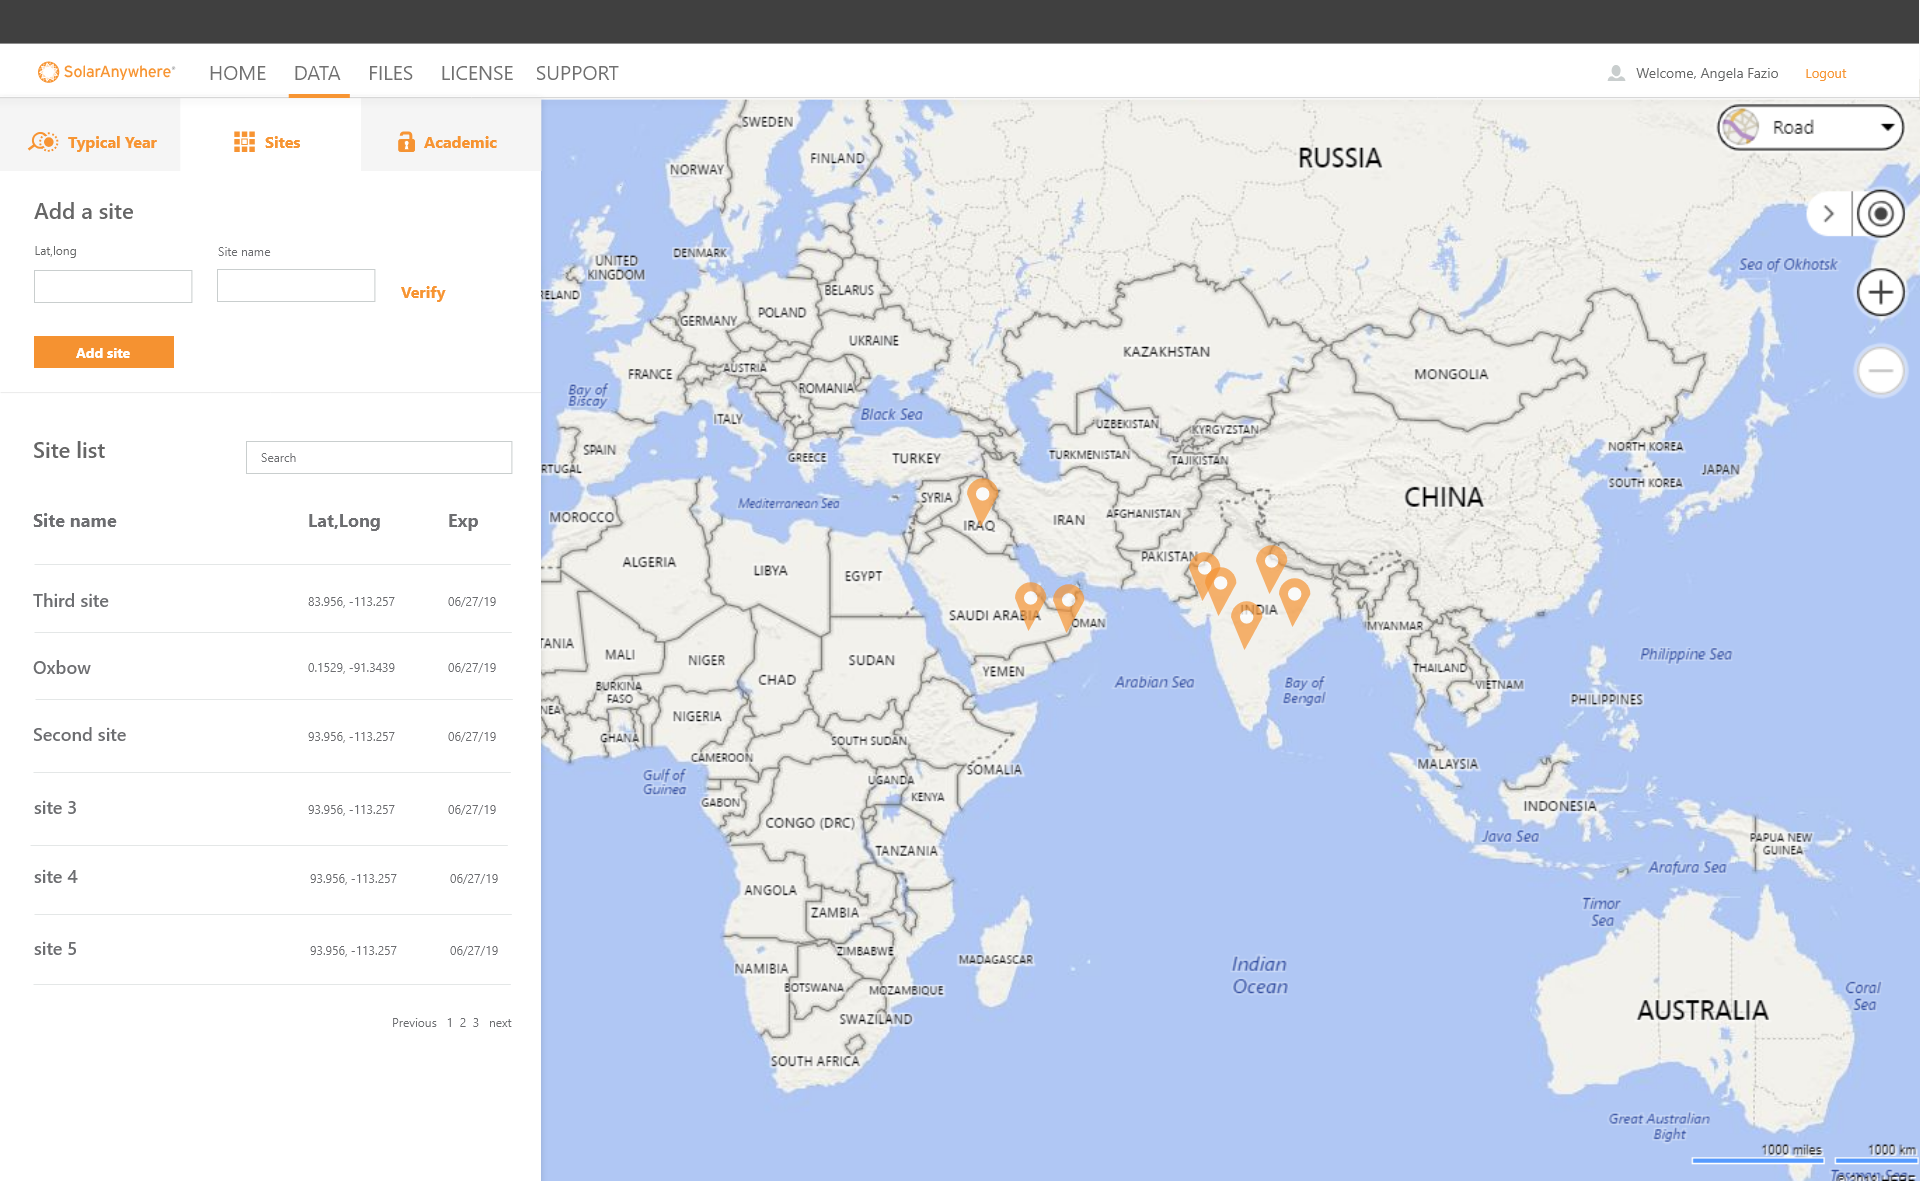 SolarAnywhere®
HOME DATA FILES LICENSE SUPPORT
Welcome, Angela Fazio Logout
Typical Year
Sites
Academic
Add a site
Lat,long
Site name
Verify
Add site
Site list
Search
Site name Lat,Long Exp
Third site 83.956, -113.257 06/27/19
Oxbow 0.1529, -91.3439 06/27/19
Second site 93.956, -113.257 06/27/19
site 3 93.956, -113.257 06/27/19
site 4 93.956, -113.257 06/27/19
site 5 93.956, -113.257 06/27/19
Previous 1 2 3 next
Road
SWEDEN
FINLAND
NORWAY
RUSSIA
UNITED
KINGDOM
DENMARK
Sea of Okhotsk
RELAND
BELARUS
POLAND
GERMANY
UKRAINE
KAZAKHSTAN
FRANCE
AUSTRIA
MONGOLIA
Bay of
Biscay
ROMANIA
ITALY
Black Sea
UZBEKISTAN
KYRGYZSTAN
SPAIN
GREECE
TURKEY
TURKMENISTAN
TAJIKISTAN
NORTH KOREA
JAPAN
RTUGAL
SOUTH KOREA
Mediterranean Sea
SYRIA
CHINA
MOROCCO
IRAQ
IRAN
AFGHANISTAN
ALGERIA
LIBYA
EGYPT
PAKISTAN
SAUDI ARABIA
OMAN
INDIA
MYANMAR
TANIA
MALI
NIGER
SUDAN
YEMEN
THAILAND
Philippine Sea
CHAD
Arabian Sea
Bay of
Bengal
VIETNAM
BURKINA
FASO
PHILIPPINES
NEA
NIGERIA
GHANA
SOUTH SUDAN
CAMEROON
SOMALIA
MALAYSIA
Gulf of
Guinea
UGANDA
KENYA
GABON
INDONESIA
CONGO (DRC)
Java Sea
PAPUA NEW
GUINEA
TANZANIA
Arafura Sea
ANGOLA
Timor
Sea
ZAMBIA
ZIMBABWE
MADAGASCAR
NAMIBIA
Indian
Ocean
BOTSWANA
MOZAMBIQUE
Coral
Sea
AUSTRALIA
SWAZILAND
SOUTH AFRICA
Great Australian
Bight
1000 miles 1000 km
Tasman Sea